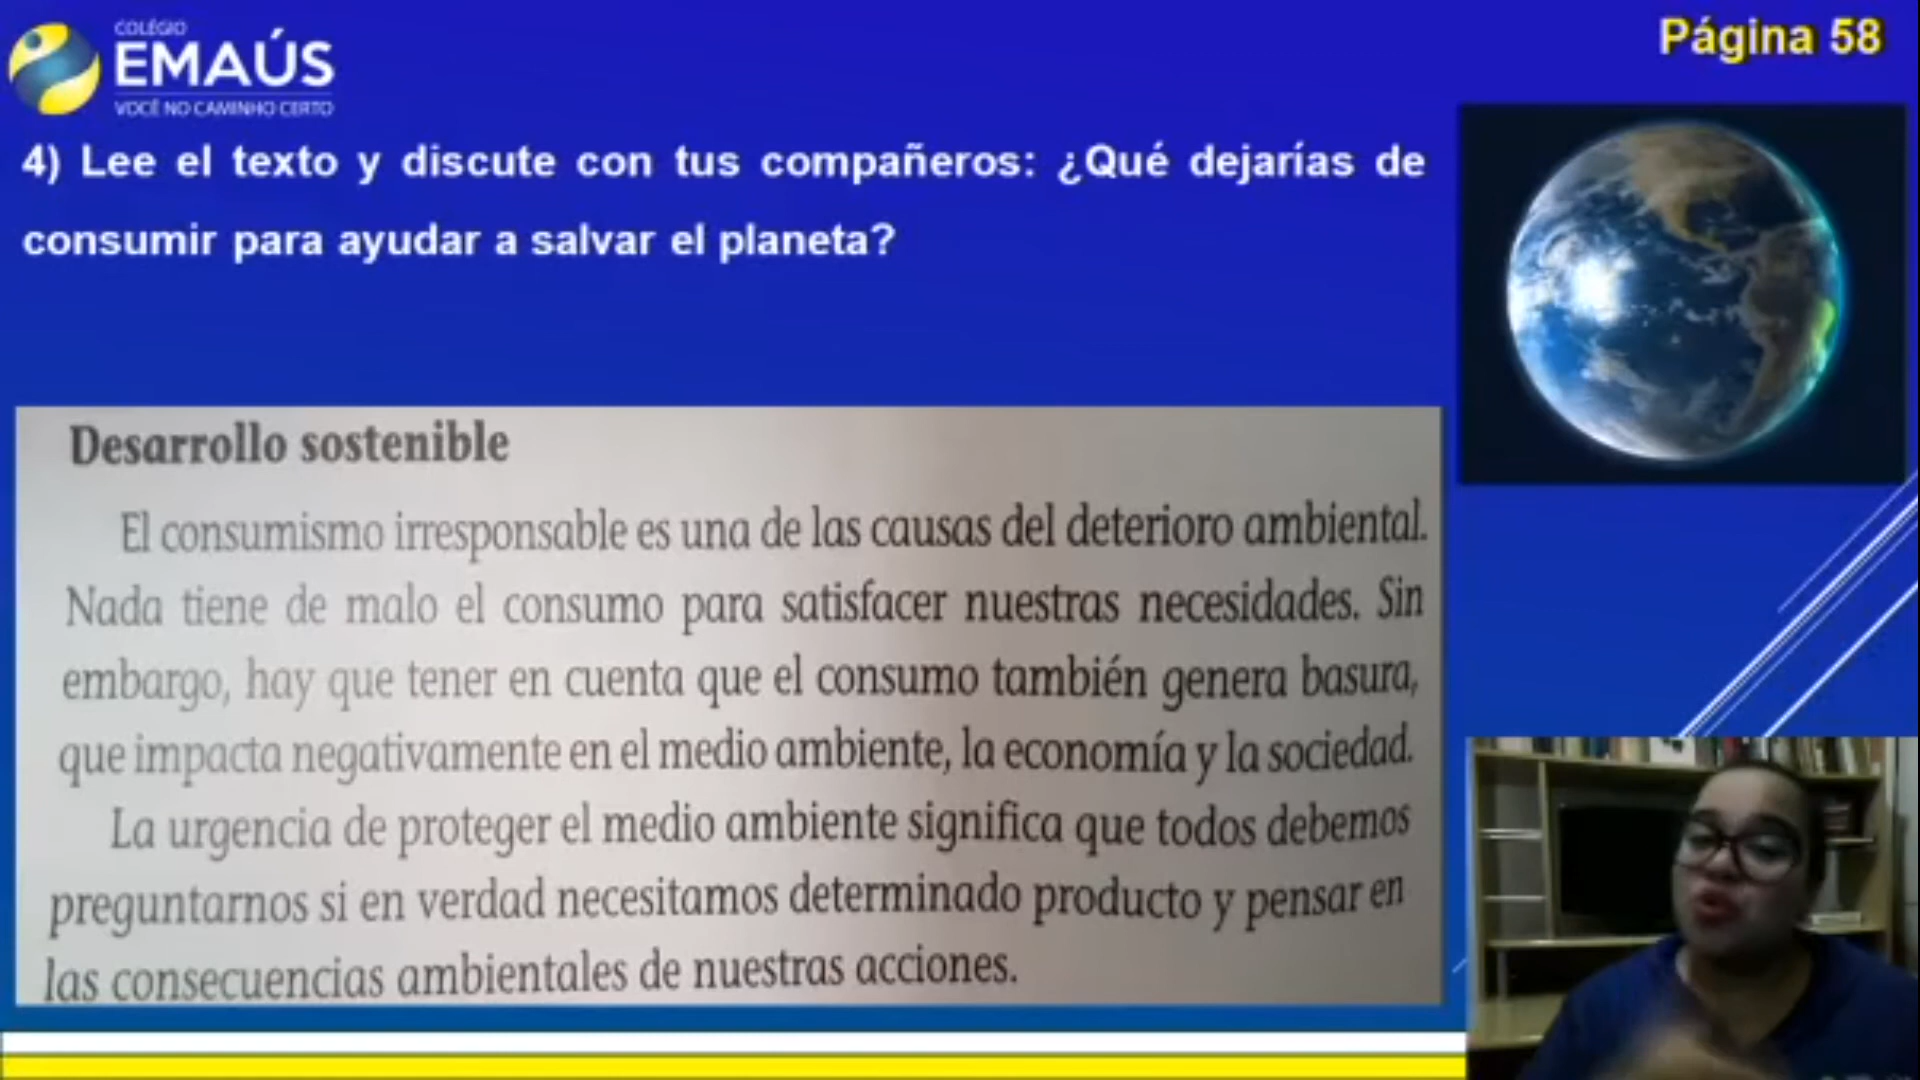 COLÉGIO
EMAÚS
VOCÊ NO CAMINHO CERTO
Página 58
4) Lee el texto y discute con tus compañeros: ¿Qué dejarías de
consumir para ayudar a salvar el planeta?
Desarrollo sostenible
El consumismo irresponsable es una de las causas del deterioro ambiental.
Nada tiene de malo el consumo para satisfacer nuestras necesidades. Sin
embargo, hay que tener en cuenta que el consumo también genera basura,
que impacta negativamente en el medio ambiente, la economía y la sociedad.
La urgencia de proteger el medio ambiente significa que todos debemos
preguntarnos si en verdad necesitamos determinado producto y pensar en
las consecuencias ambientales de nuestras acciones.